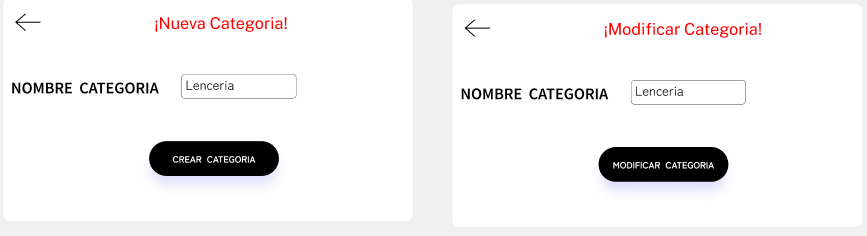 ¡Nueva Categoria!
NOMBRE CATEGORIA
Lenceria
CREAR CATEGORIA
¡Modificar Categoria!
NOMBRE CATEGORIA
Lenceria
MODIFICAR CATEGORIA